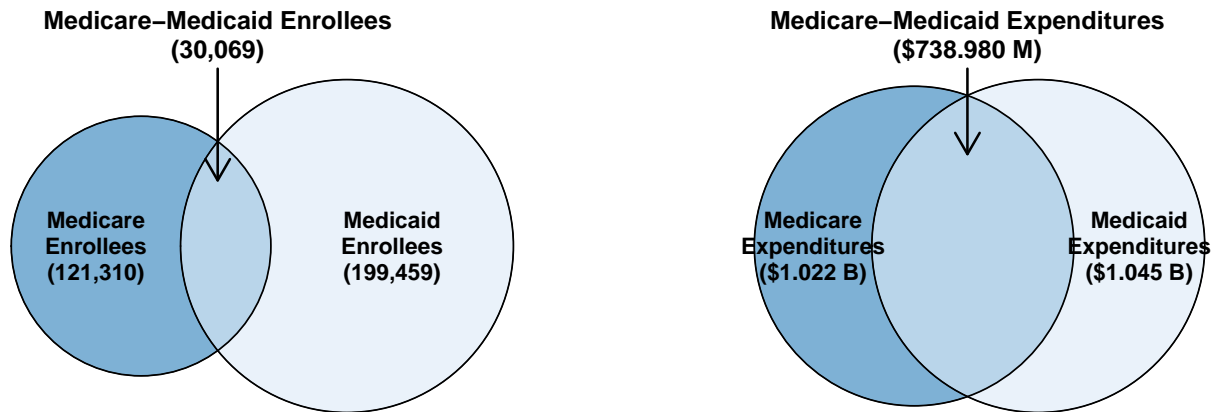 Medicare−Medicaid Enrollees
(30,069)
Medicare
Enrollees
(121,310)
Medicaid
Enrollees
(199,459)
Medicare−Medicaid Expenditures
($738.980 M)
Medicare
Expenditures
($1.022 B)
Medicaid
Expenditures
($1.045 B)